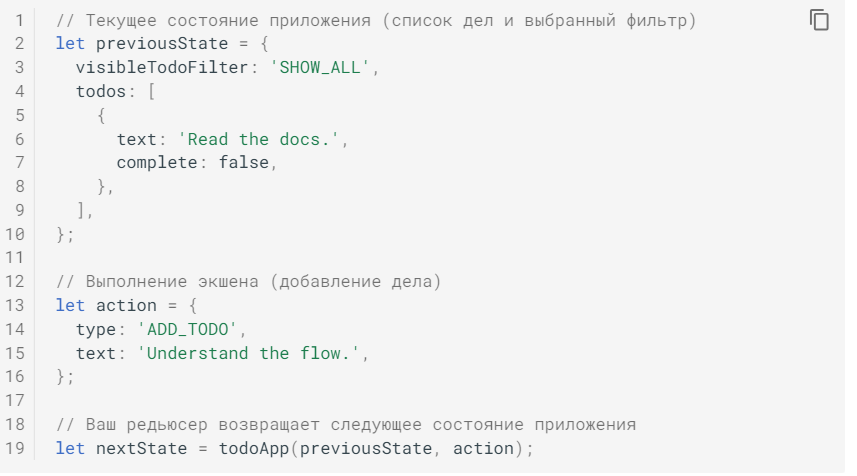 1 // Текущее состояние приложения (список дел и выбранный фильтр)
2 let previousState = {
3   visibleTodoFilter: 'SHOW_ALL',
4   todos: [
5     {
6       text: 'Read the docs.',
7       complete: false,
8     },
9   ],
10 };
11
12 // Выполнение экшена (добавление дела)
13 let action = {
14   type: 'ADD_TODO',
15   text: 'Understand the flow.',
16 };
17
18 // Ваш редьюсер возвращает следующее состояние приложения
19 let nextState = todoApp(previousState, action);